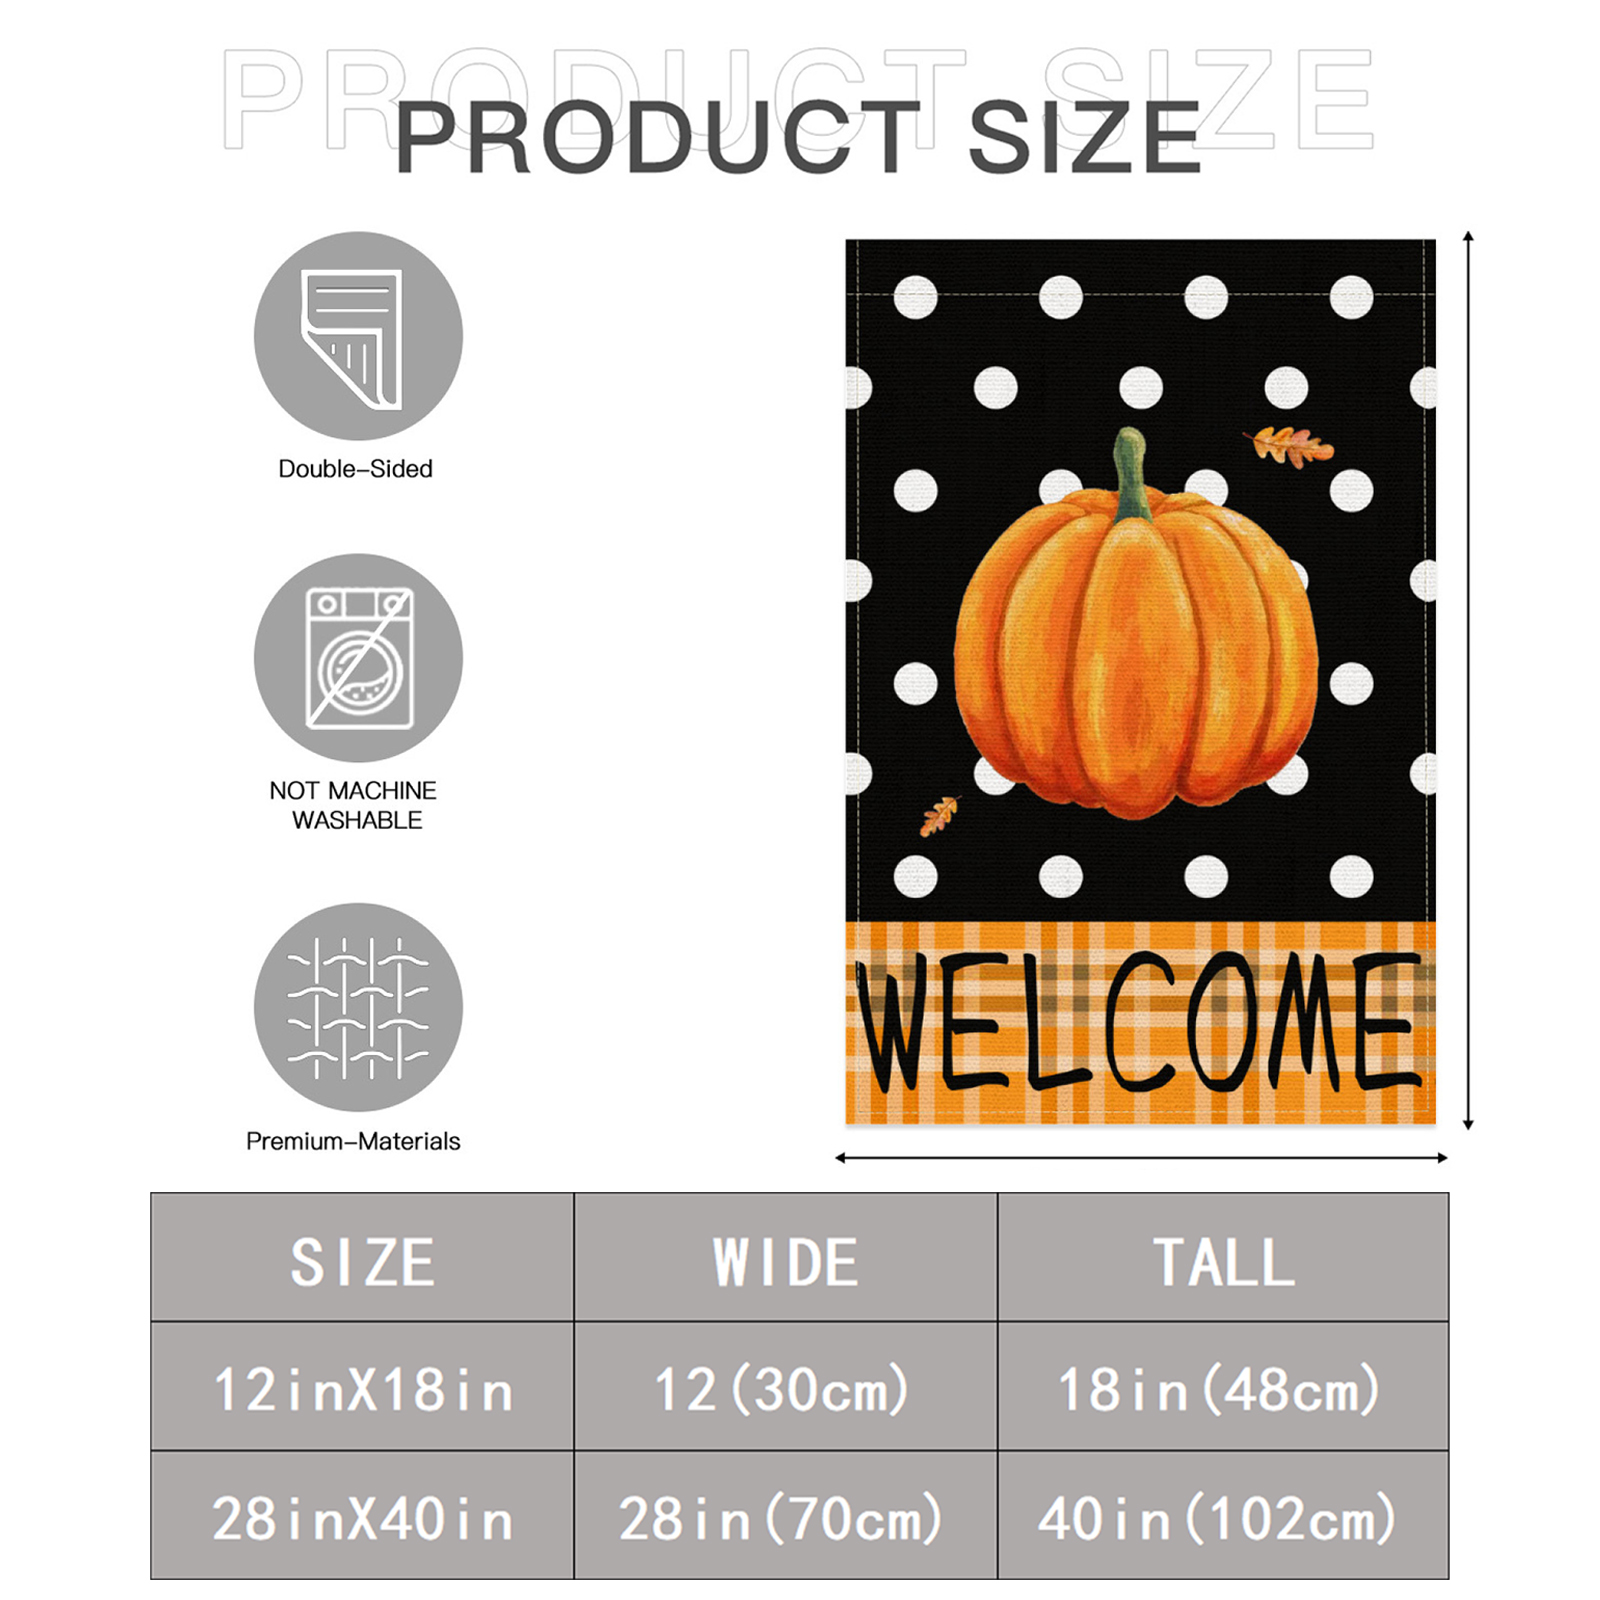 PRODUCT SIZE
PRODUCT SIZE
Double-Sided
NOT MACHINE
WASHABLE
Premium-Materials
WELCOME
SIZE WIDE TALL
12inX18in 12(30cm) 18in(48cm)
28inX40in 28in(70cm) 40in(102cm)